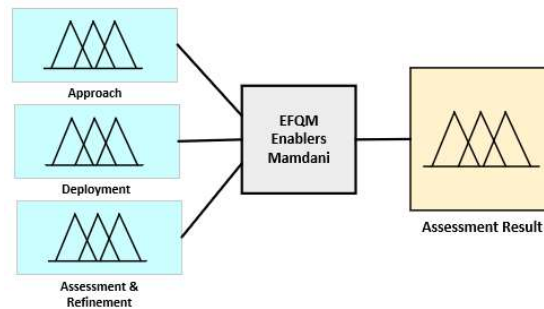 Approach
Deployment
Assessment &
Refinement
EFQM
Enablers
Mamdani
Assessment Result